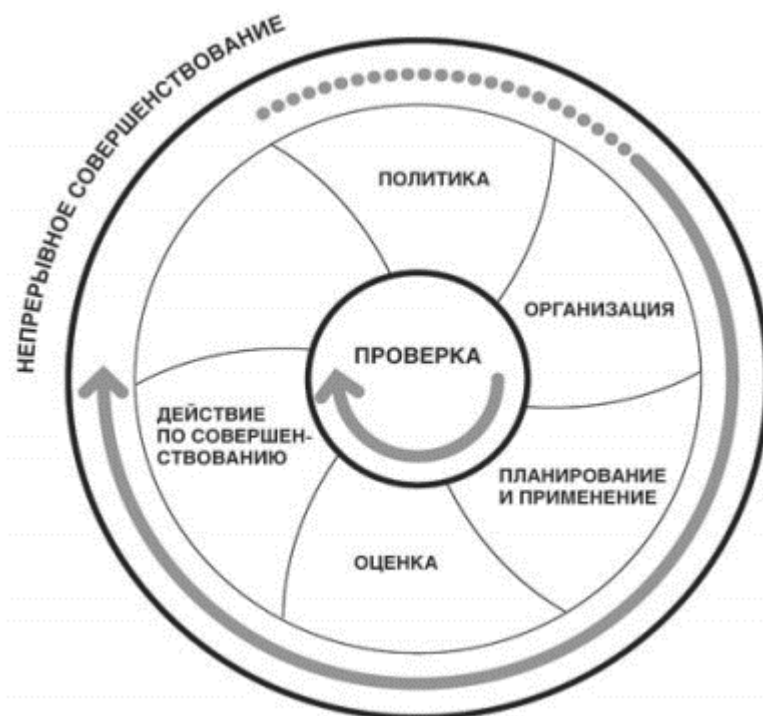 НЕПРЕРЫВНОЕ СОВЕРШЕНСТВОВАНИЕ
ПОЛИТИКА
ОРГАНИЗАЦИЯ
ПРОВЕРКА
ДЕЙСТВИЕ
ПО СОВЕРШЕН-
СТВОВАНИЮ
ПЛАНИРОВАНИЕ
И ПРИМЕНЕНИЕ
ОЦЕНКА